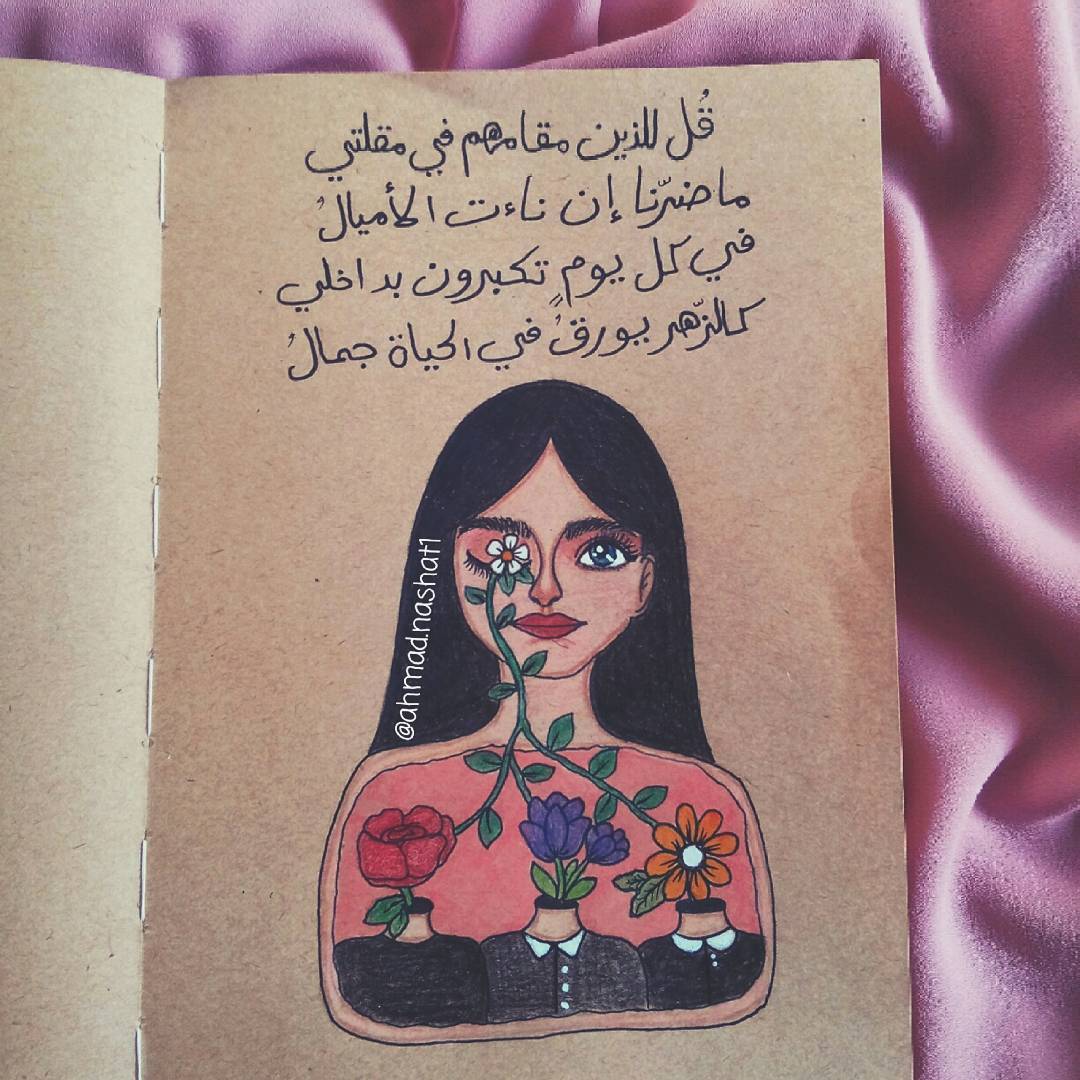 قُل للذين مقامهم في مقلتي
ما ضرّنا إن ناءت الأميالُ
في كل يومٍ تكبرون بداخلي
كالزّهر يورقُ في الحياة جمالُ
@ahmad.nashat1